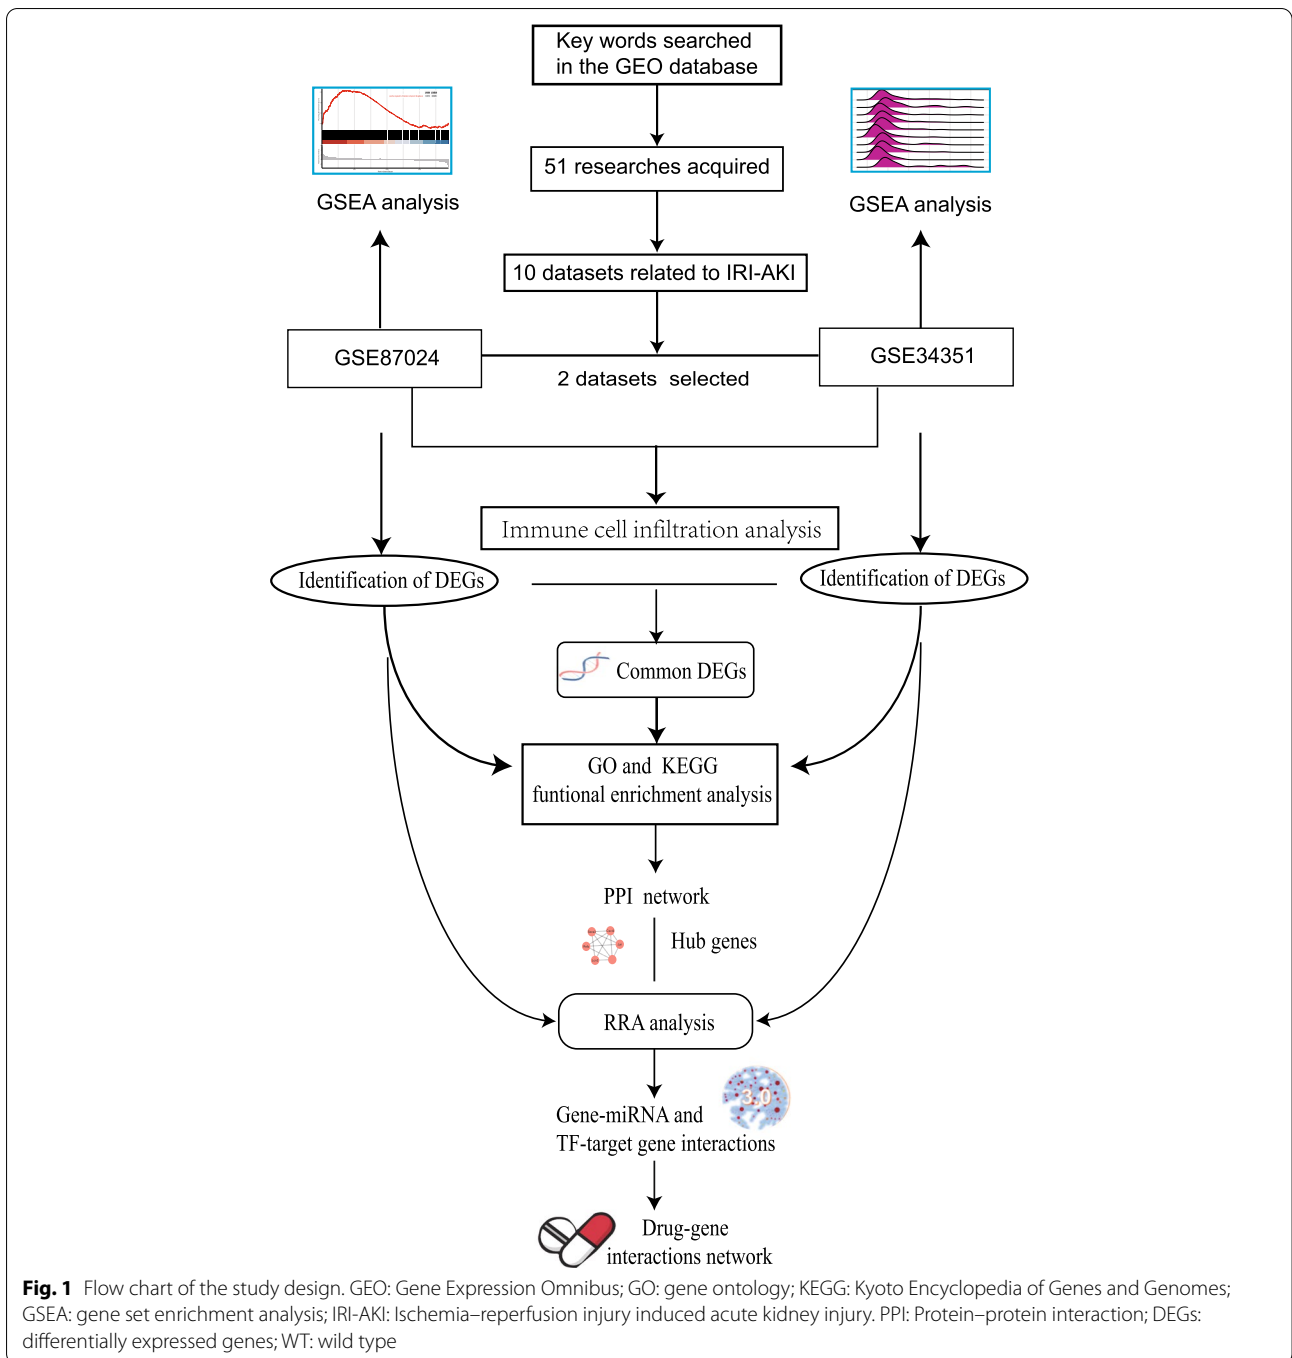 Key words searched
in the GEO database
51 researches acquired
GSEA analysis
GSEA analysis
10 datasets related to IRI-AKI
GSE87024
GSE34351
2 datasets selected
Immune cell infiltration analysis
Identification of DEGs
Identification of DEGs
Common DEGs
GO and KEGG
funtional enrichment analysis
PPI network
Hub genes
RRA analysis
3.0
Gene-miRNA and
TF-target gene interactions
Drug-gene
interactions network
Fig. 1 Flow chart of the study design. GEO: Gene Expression Omnibus; GO: gene ontology; KEGG: Kyoto Encyclopedia of Genes and Genomes;
GSEA: gene set enrichment analysis; IRI-AKI: Ischemia–reperfusion injury induced acute kidney injury. PPI: Protein–protein interaction; DEGs:
differentially expressed genes; WT: wild type